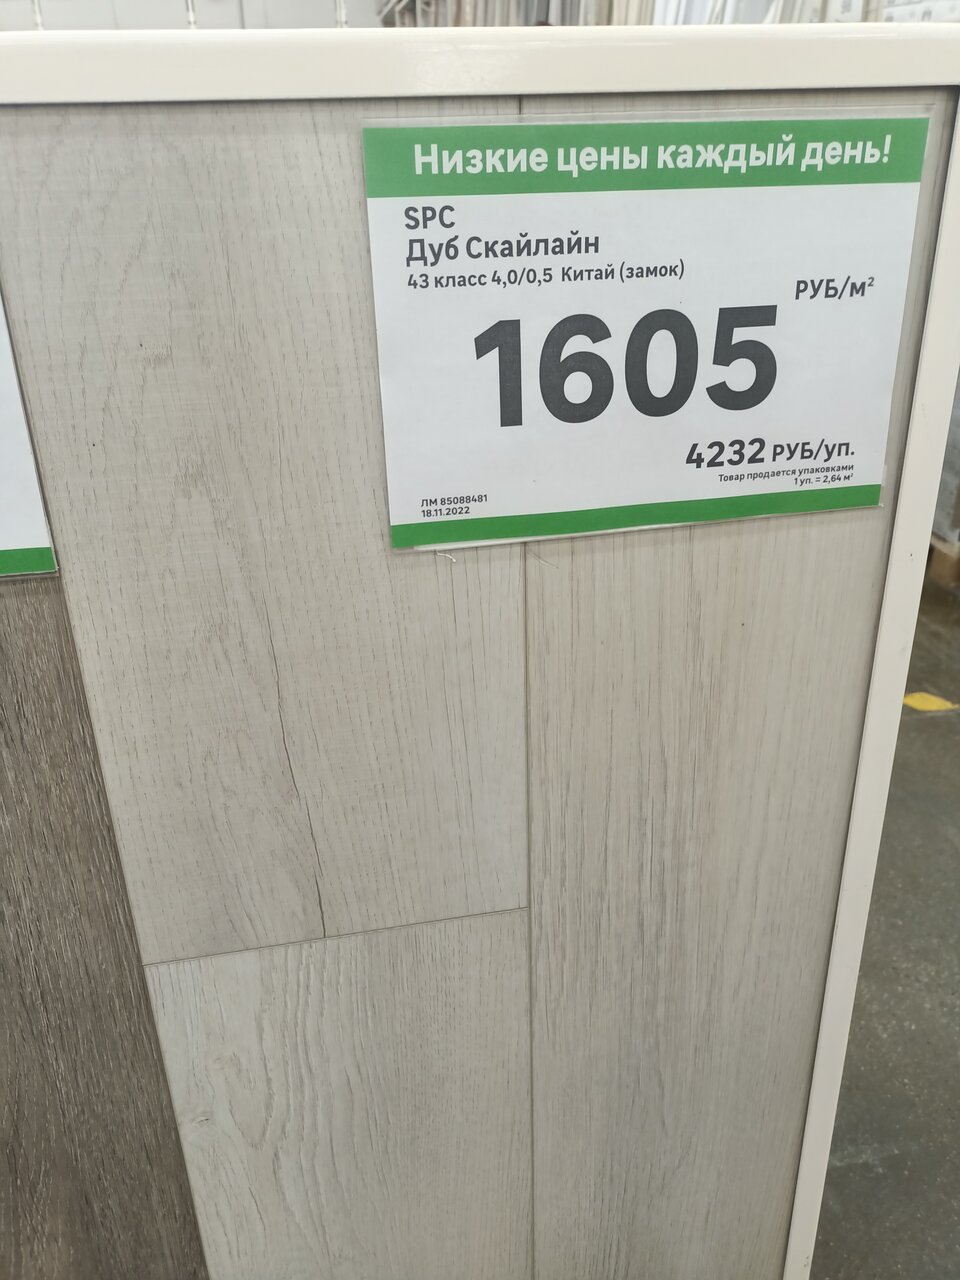 Низкие цены каждый день!
SPC
Дуб Скайлайн
43 класс 4,0/0,5 Китай (замок)
РУБ/м²
1605
4232 РУБ/уп.
Товар продается упаковками
1 уп. = 2,64 м²
ЛМ 85088481
18.11.2022